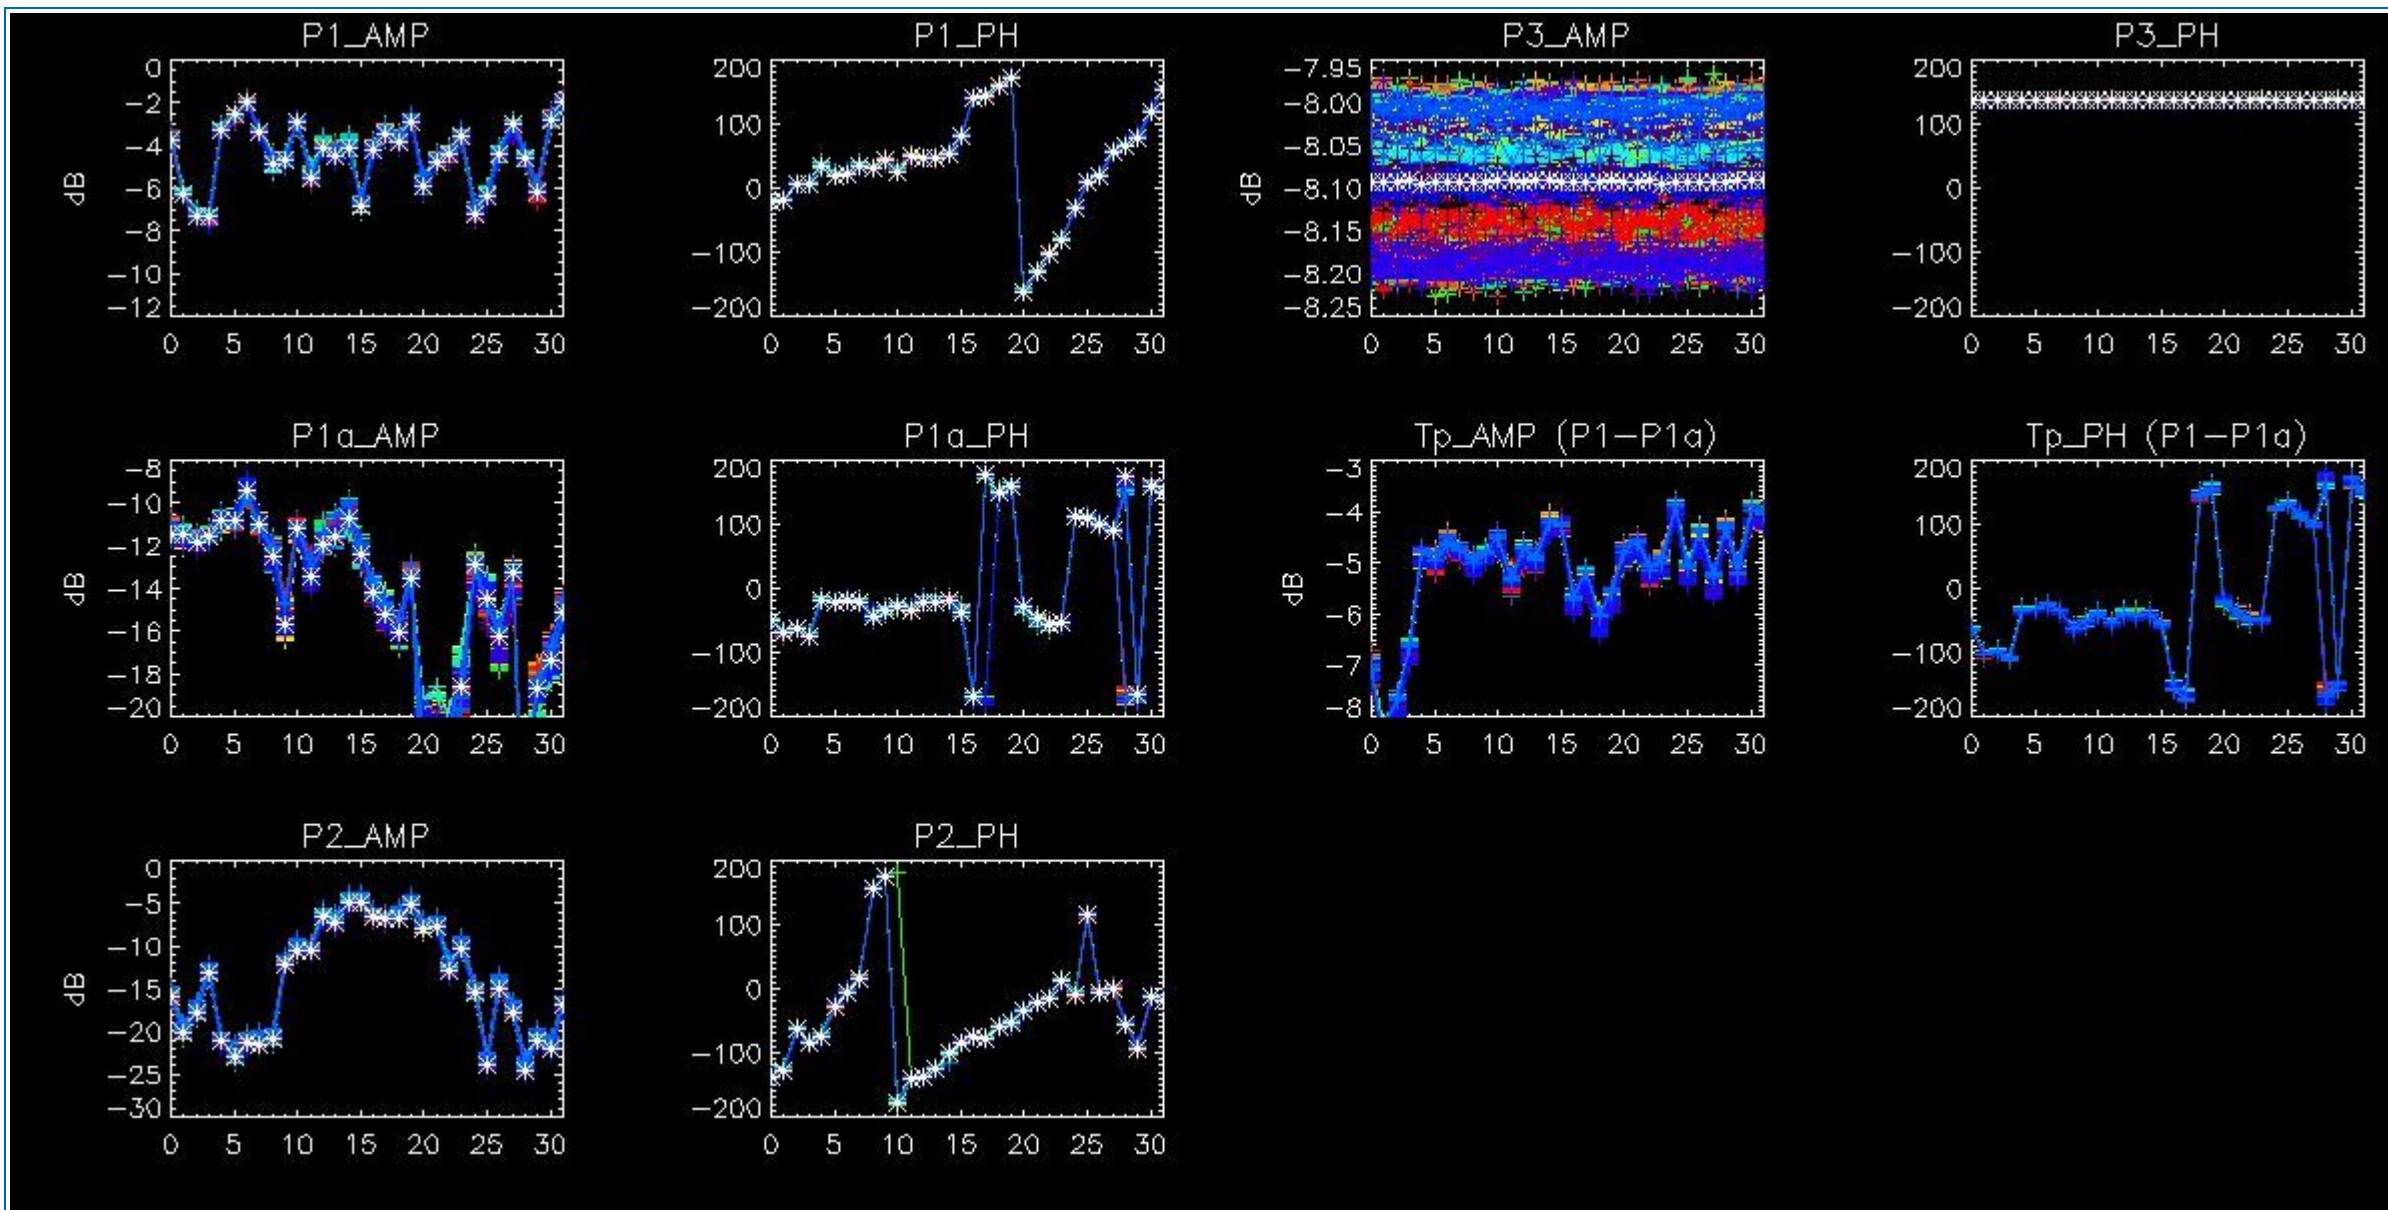 P1_AMP
0
−2
−4
−6
−8
−10
−12
dB
0 5 10 15 20 25 30
P1_PH
200
100
0
−100
−200
0 5 10 15 20 25 30
P3_AMP
−7.95
−8.00
−8.05
−8.10
−8.15
−8.20
−8.25
dB
0 5 10 15 20 25 30
P3_PH
200
100
0
−100
−200
0 5 10 15 20 25 30
P1a_AMP
−8
−10
−12
−14
−16
−18
−20
dB
0 5 10 15 20 25 30
P1a_PH
200
100
0
−100
−200
0 5 10 15 20 25 30
Tp_AMP (P1−P1a)
−3
−4
−5
−6
−7
−8
dB
0 5 10 15 20 25 30
Tp_PH (P1−P1a)
200
100
0
−100
−200
0 5 10 15 20 25 30
P2_AMP
0
−5
−10
−15
−20
−25
−30
dB
0 5 10 15 20 25 30
P2_PH
200
100
0
−100
−200
0 5 10 15 20 25 30